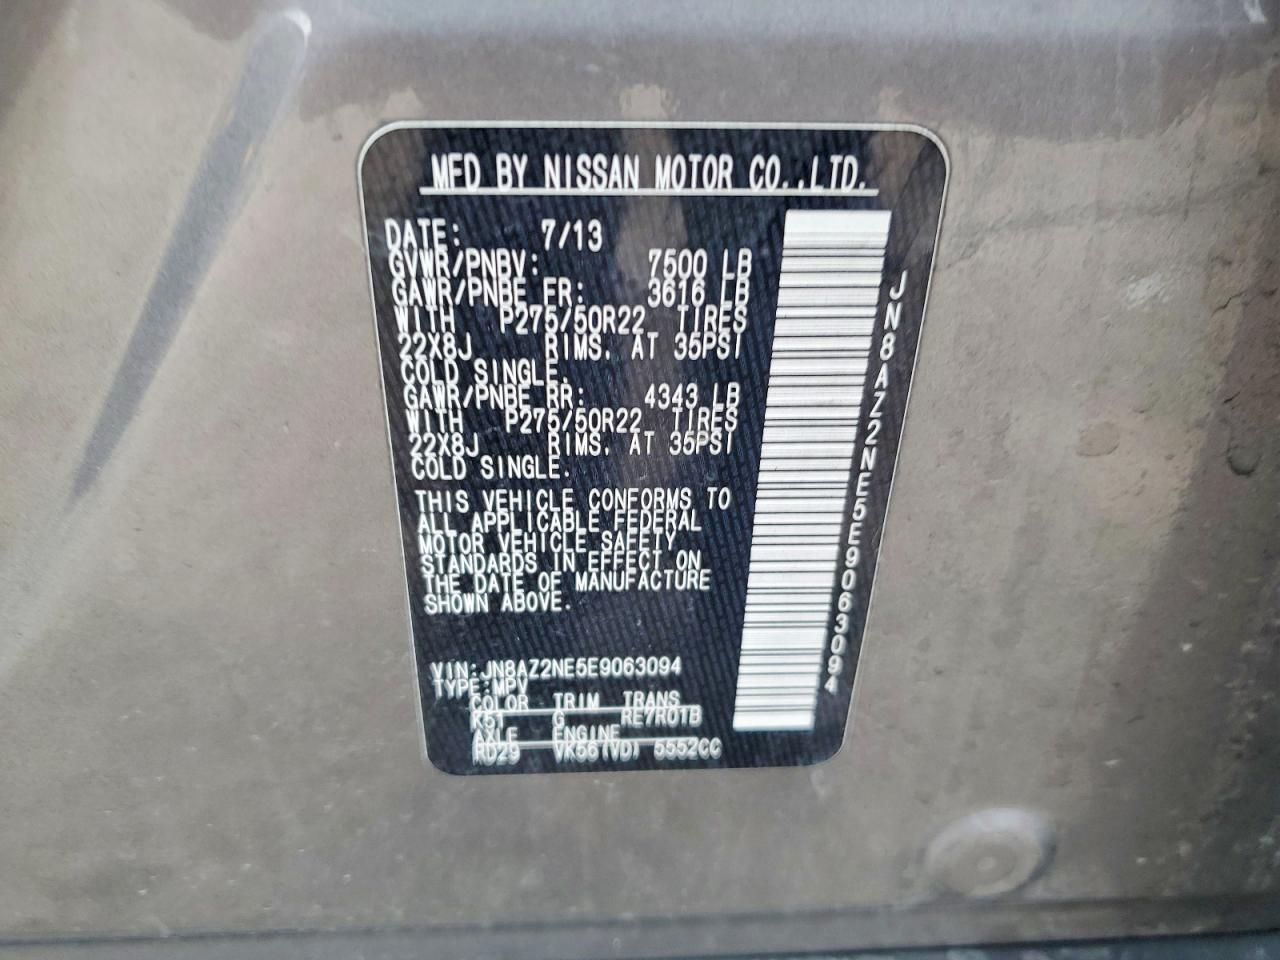 MFD BY NISSAN MOTOR CO.,LTD.
DATE: 7/13
GVWR/PNBV: 7500 LB
GAWR/PNBE FR: 3616 LB
WITH P275/50R22 TIRES
22X8J RIMS, AT 35PSI
COLD SINGLE.
GAWR/PNBE RR: 4343 LB
WITH P275/50R22 TIRES
22X8J RIMS, AT 35PSI
COLD SINGLE.
THIS VEHICLE CONFORMS TO
ALL APPLICABLE FEDERAL
MOTOR VEHICLE SAFETY
STANDARDS IN EFFECT ON
THE DATE OF MANUFACTURE
SHOWN ABOVE.
VIN:JN8AZ2NE5E9063094
TYPE:MPV
COLOR TRIM TRANS
K51 G RE7R01B
AXLE ENGINE
RD29 VK56(VD) 5552CC
JN8AZ2NE5E9063094